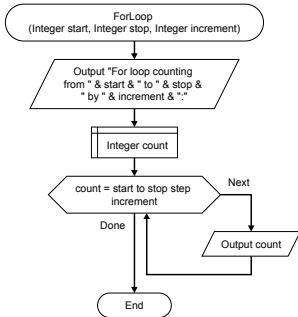 ForLoop
(Integer start, Integer stop, Integer increment)
Output "For loop counting
from " & start & " to " & stop &
" by " & increment & ":"
Integer count
count = start to stop step
increment
Next
Done
Output count
End